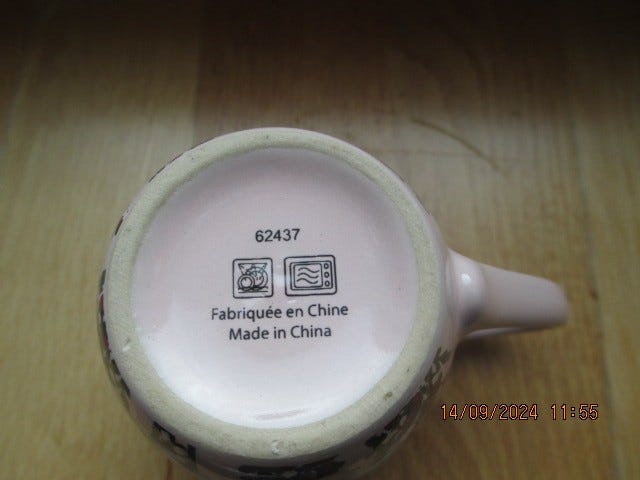 62437
Fabriquée en Chine
Made in China
14/09/2024 11:55